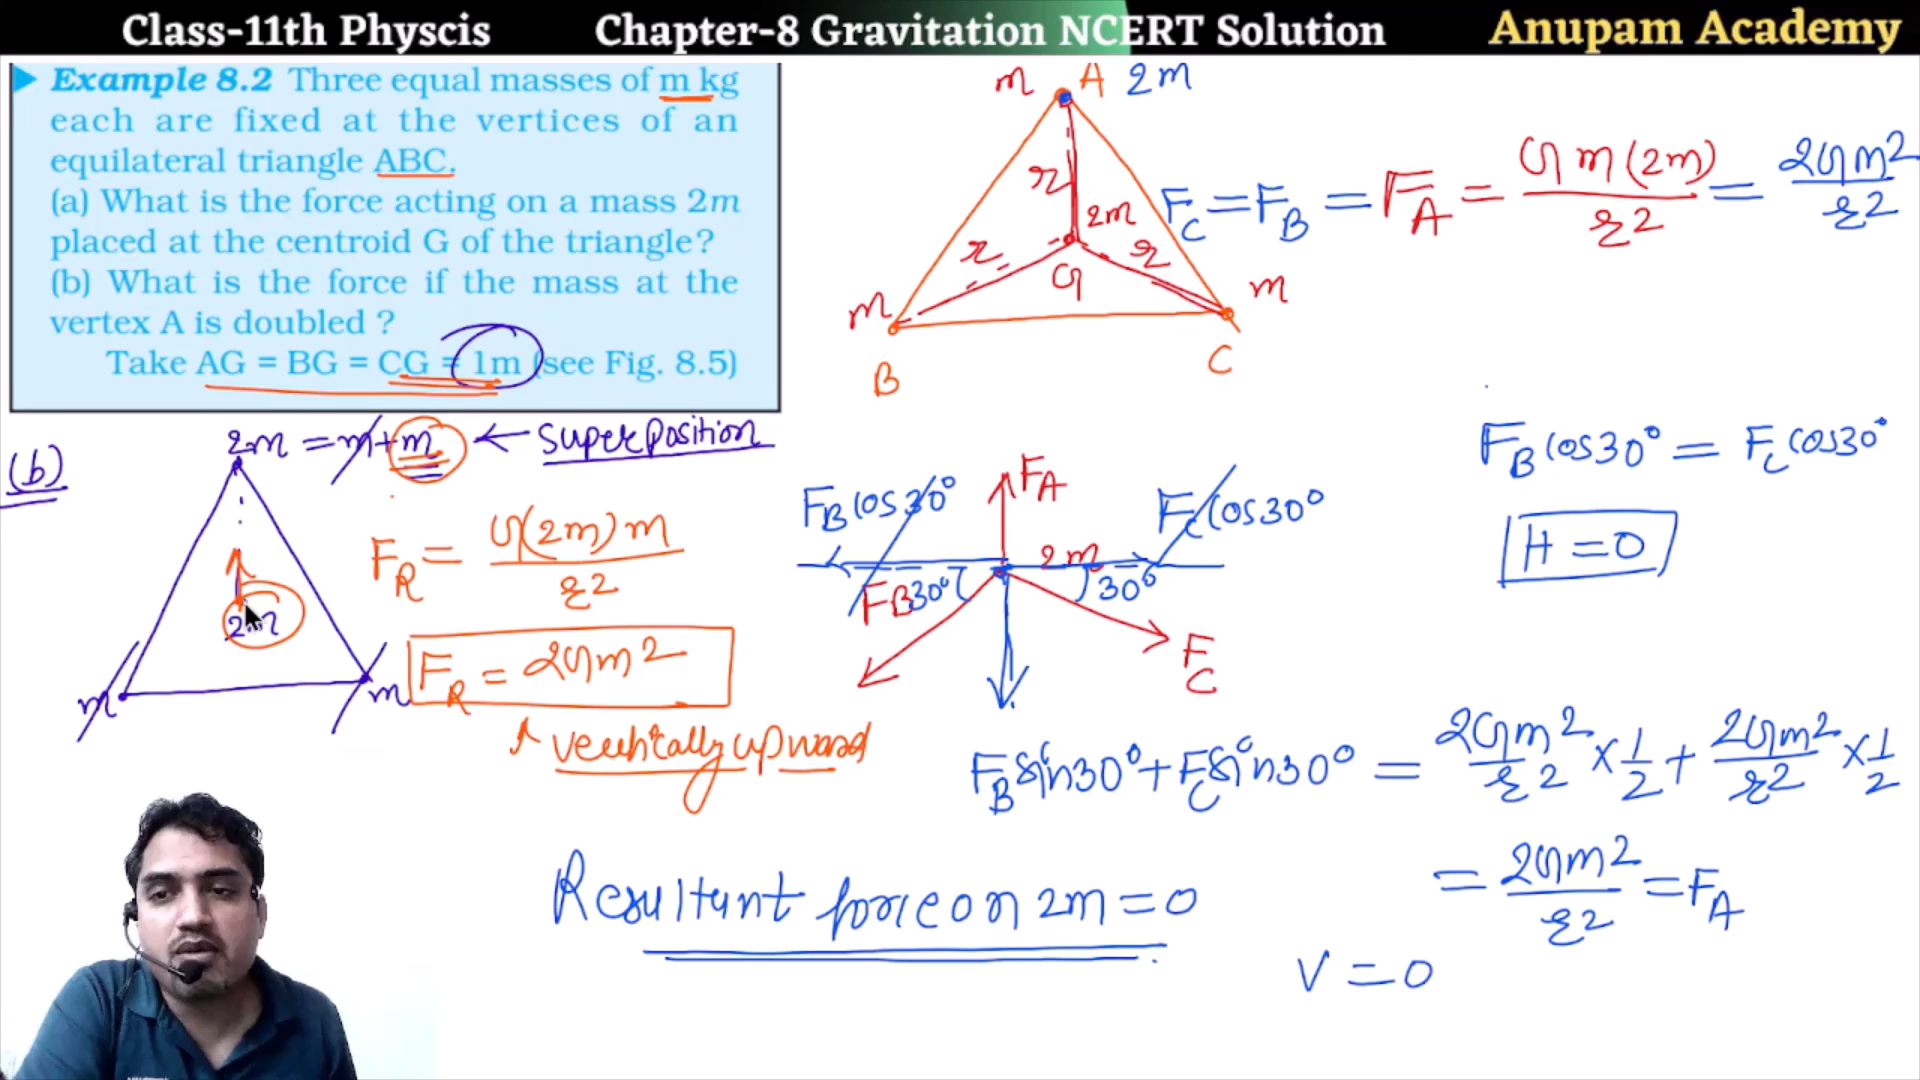 Class-11th Physcis
Chapter-8 Gravitation NCERT Solution
Anupam Academy
Example 8.2 Three equal masses of m kg
each are fixed at the vertices of an
equilateral triangle ABC.
(a) What is the force acting on a mass 2m
placed at the centroid G of the triangle?
(b) What is the force if the mass at the
vertex A is doubled ?
Take AG = BG = CG = 1m (see Fig. 8.5)
m A 2m
r
2m
r r
G
m m
B C
F_C = F_B = F_A = Gm(2m)/r² = 2Gm²/r²
(b)
2m = m + m ← Superposition
2m
m m
F_R = G(2m)m/r²
F_R = 2Gm²
↑ vertically upward
F_B cos30° F_A F_C cos30°
2m
F_B 30° 30°
F_C
F_B cos30° = F_C cos30°
H = 0
F_B sin30° + F_C sin30° = 2Gm²/r² × 1/2 + 2Gm²/r² × 1/2
= 2Gm²/r² = F_A
Resultant force on 2m = 0
V = 0